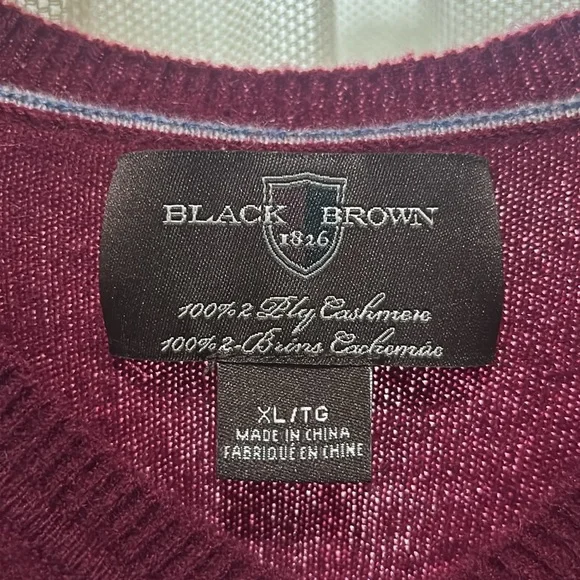 BLACK BROWN
1826
100% 2 Ply Cashmere
100% 2-Brins Cachemire
XL/TG
MADE IN CHINA
FABRIQUÉ EN CHINE